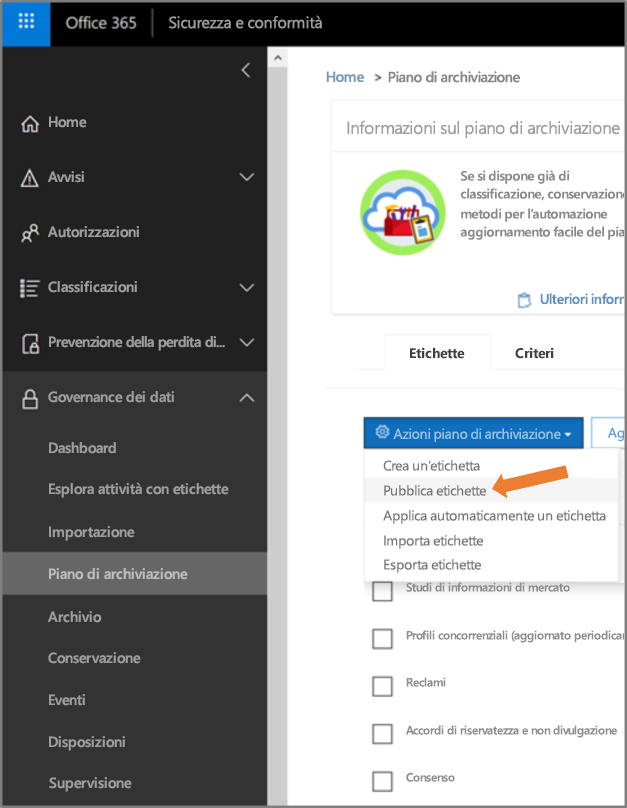 Office 365
Sicurezza e conformità
Home > Piano di archiviazione
Home
Avvisi
Autorizzazioni
Classificazioni
Prevenzione della perdita di...
Governance dei dati
Dashboard
Esplora attività con etichette
Importazione
Piano di archiviazione
Archivio
Conservazione
Eventi
Disposizioni
Supervisione
Informazioni sul piano di archiviazione
Se si dispone già di
classificazione, conservazione
metodi per l'automazione
aggiornamento facile del pia
Ulteriori inforr
Etichette
Criteri
Azioni piano di archiviazione
Ag
Crea un'etichetta
Pubblica etichette
Applica automaticamente un etichetta
Importa etichette
Esporta etichette
Studi di informazioni di mercato
Profili concorrenziali (aggiornato periodicar
Reclami
Accordi di riservatezza e non divulgazione
Consenso